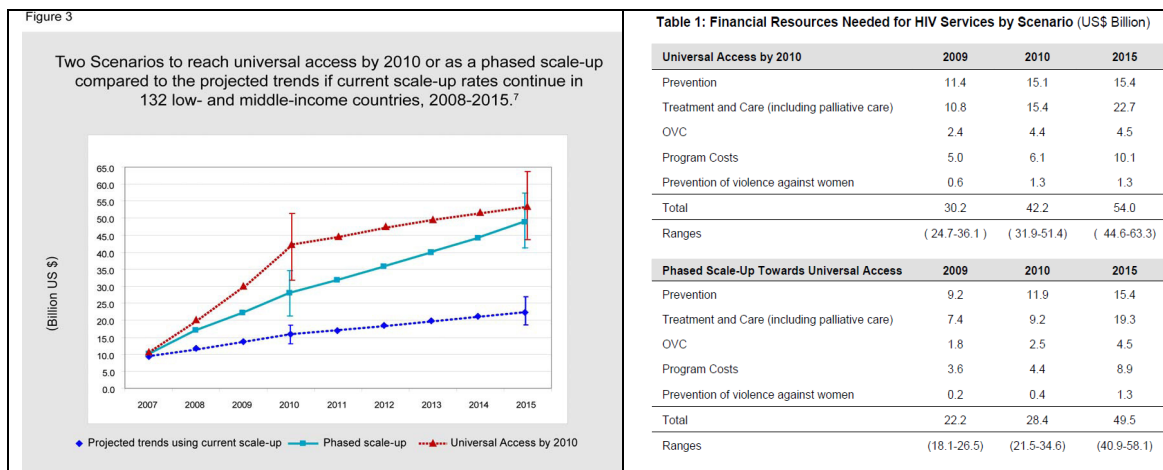 Figure 3
Two Scenarios to reach universal access by 2010 or as a phased scale-up
compared to the projected trends if current scale-up rates continue in
132 low- and middle-income countries, 2008-2015.7
(Billion US $)
65.0
60.0
55.0
50.0
45.0
40.0
35.0
30.0
25.0
20.0
15.0
10.0
5.0
0.0
2007 2008 2009 2010 2011 2012 2013 2014 2015
Projected trends using current scale-up Phased scale-up Universal Access by 2010
Table 1: Financial Resources Needed for HIV Services by Scenario (US$ Billion)
Universal Access by 2010 2009 2010 2015
Prevention 11.4 15.1 15.4
Treatment and Care (including palliative care) 10.8 15.4 22.7
OVC 2.4 4.4 4.5
Program Costs 5.0 6.1 10.1
Prevention of violence against women 0.6 1.3 1.3
Total 30.2 42.2 54.0
Ranges ( 24.7-36.1 ) ( 31.9-51.4) ( 44.6-63.3)
Phased Scale-Up Towards Universal Access 2009 2010 2015
Prevention 9.2 11.9 15.4
Treatment and Care (including palliative care) 7.4 9.2 19.3
OVC 1.8 2.5 4.5
Program Costs 3.6 4.4 8.9
Prevention of violence against women 0.2 0.4 1.3
Total 22.2 28.4 49.5
Ranges (18.1-26.5) (21.5-34.6) (40.9-58.1)